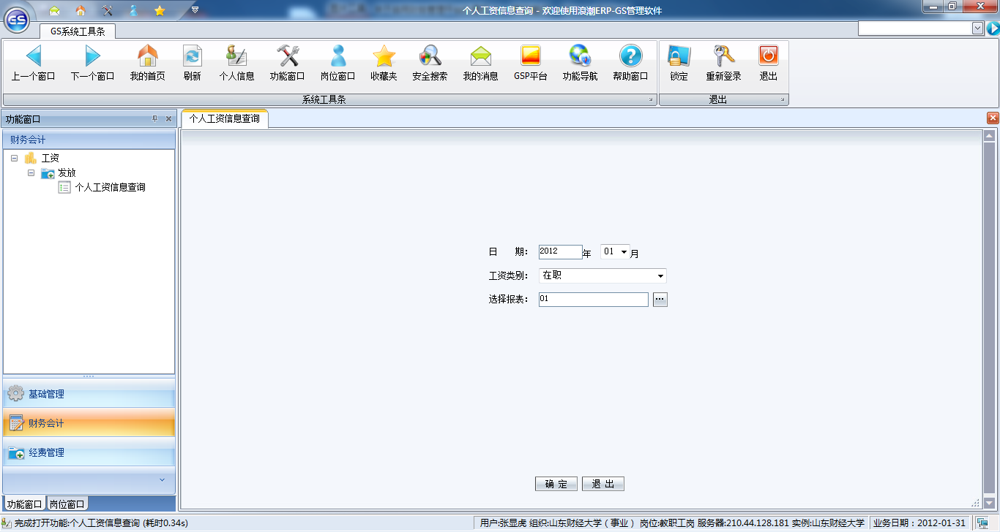 个人工资信息查询 - 欢迎使用浪潮ERP-GS管理软件
GS
GS系统工具条
上一个窗口 下一个窗口 我的首页 刷新 个人信息 功能窗口 岗位窗口 收藏夹 安全搜索 我的消息 GSP平台 功能导航 帮助窗口 锁定 重新登录 退出
系统工具条 退出
功能窗口
个人工资信息查询
财务会计
工资
发放
个人工资信息查询
日 期: 2012 年 01 月
工资类别: 在职
选择报表: 01 ...
基础管理
财务会计
经费管理
确 定 退 出
功能窗口 岗位窗口
完成打开功能:个人工资信息查询 (耗时0.34s)
用户:张显虎 组织:山东财经大学（事业） 岗位:教职工岗 服务器:210.44.128.181 实例:山东财经大学 业务日期：2012-01-31